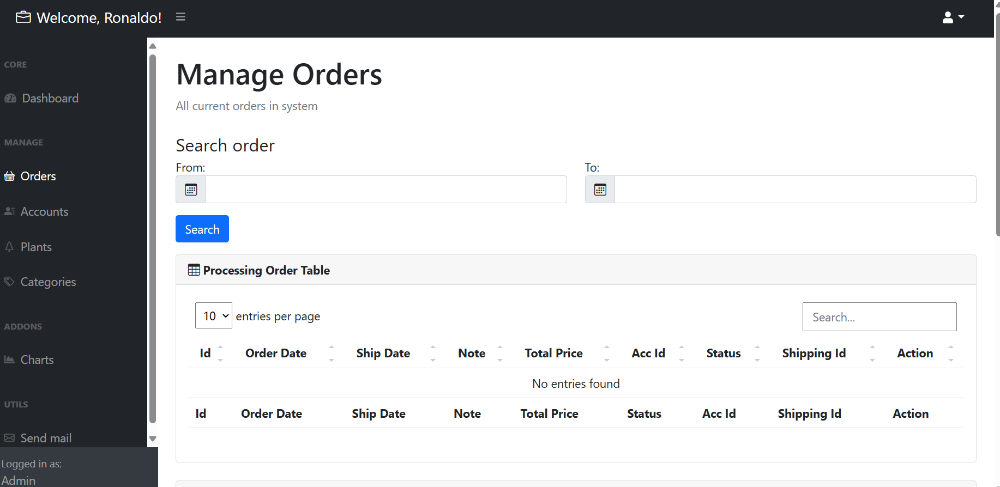 Welcome, Ronaldo!
CORE
Dashboard
MANAGE
Orders
Accounts
Plants
Categories
ADDONS
Charts
UTILS
Send mail
Logged in as:
Admin
Manage Orders
All current orders in system
Search order
From:
To:
Search
Processing Order Table
10 entries per page
Search...
Id Order Date Ship Date Note Total Price Acc Id Status Shipping Id Action
No entries found
Id Order Date Ship Date Note Total Price Status Acc Id Shipping Id Action